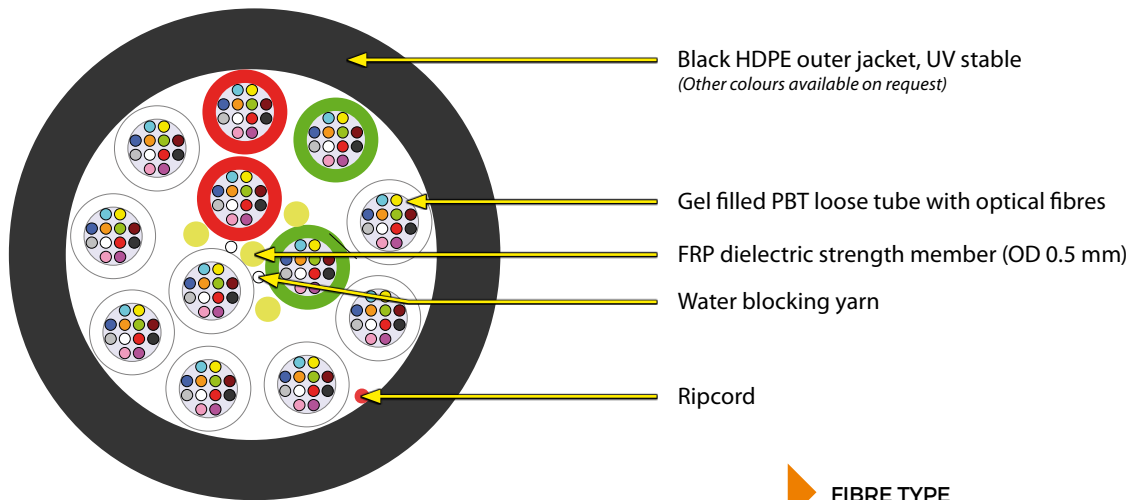 Black HDPE outer jacket, UV stable
(Other colours available on request)
Gel filled PBT loose tube with optical fibres
FRP dielectric strength member (OD 0.5 mm)
Water blocking yarn
Ripcord
FIBRE TYPE